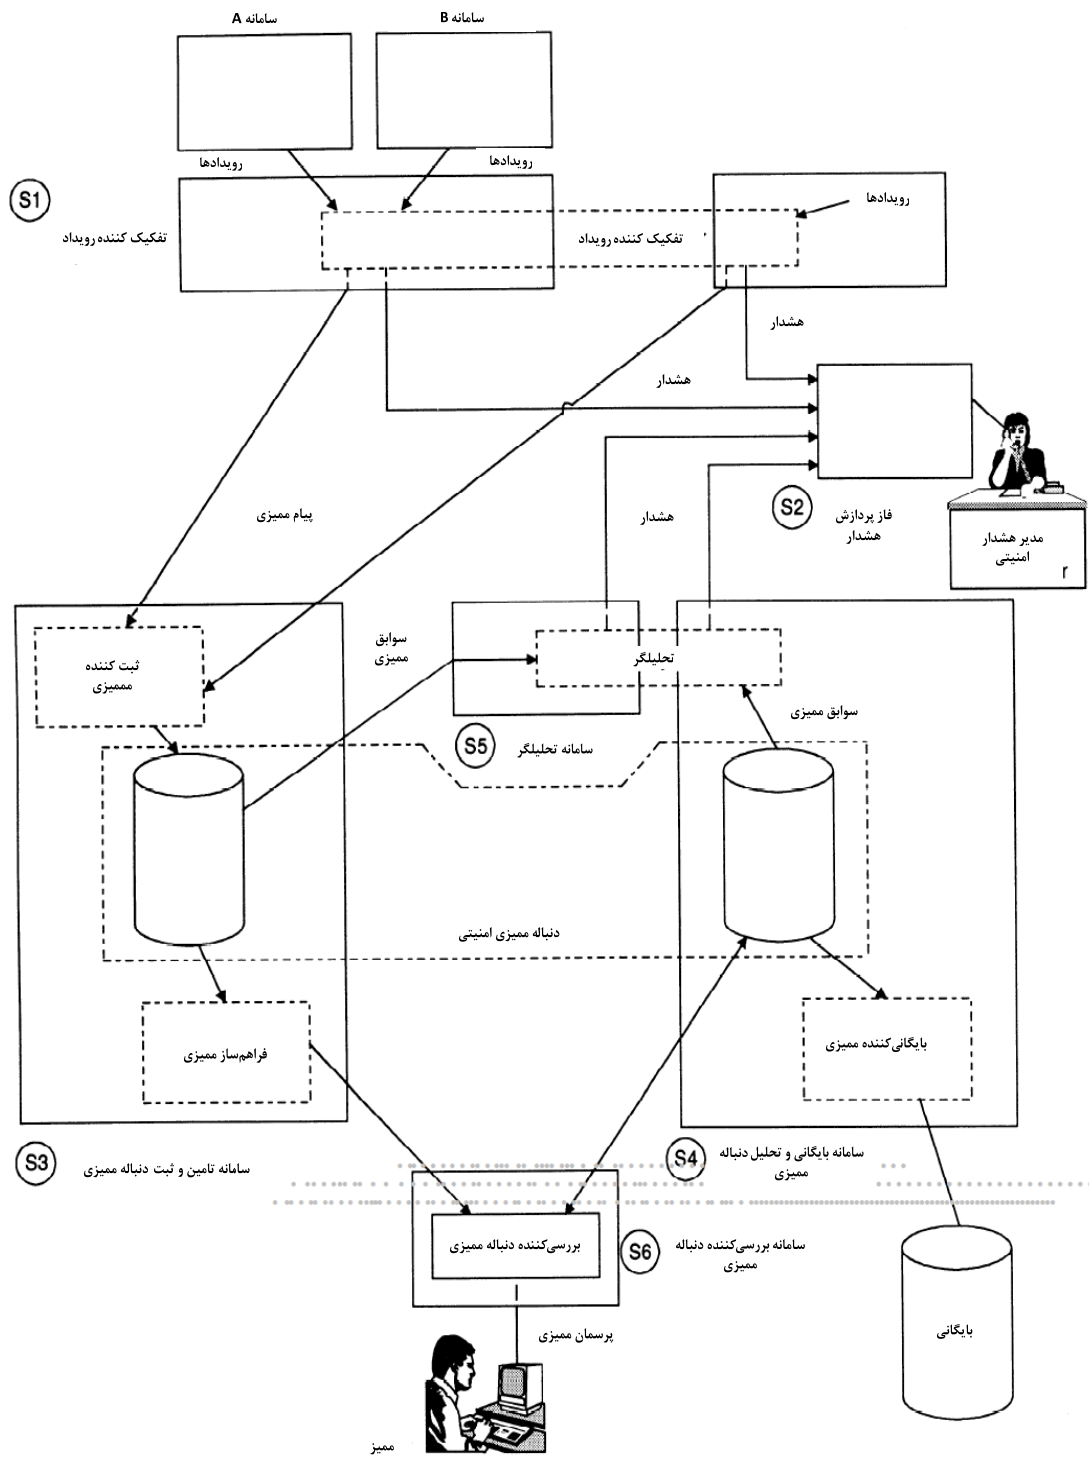 سامانه A
سامانه B
رویدادها
رویدادها
S1
رویدادها
تفکیک کننده رویداد
تفکیک کننده رویداد
هشدار
هشدار
S2
فاز پردازش
هشدار
مدیر هشدار
امنیتی
r
پیام ممیزی
هشدار
ثبت کننده
مممیزی
سوابق
ممیزی
تحلیلگر
سوابق ممیزی
S5
سامانه تحلیلگر
دنباله ممیزی امنیتی
فراهم‌ساز ممیزی
بایگانی‌کننده ممیزی
S3
سامانه تامین و ثبت دنباله ممیزی
S4
سامانه بایگانی و تحلیل دنباله
ممیزی
بررسی‌کننده دنباله ممیزی
S6
سامانه بررسی‌کننده دنباله
ممیزی
پرسمان ممیزی
بایگانی
ممیز